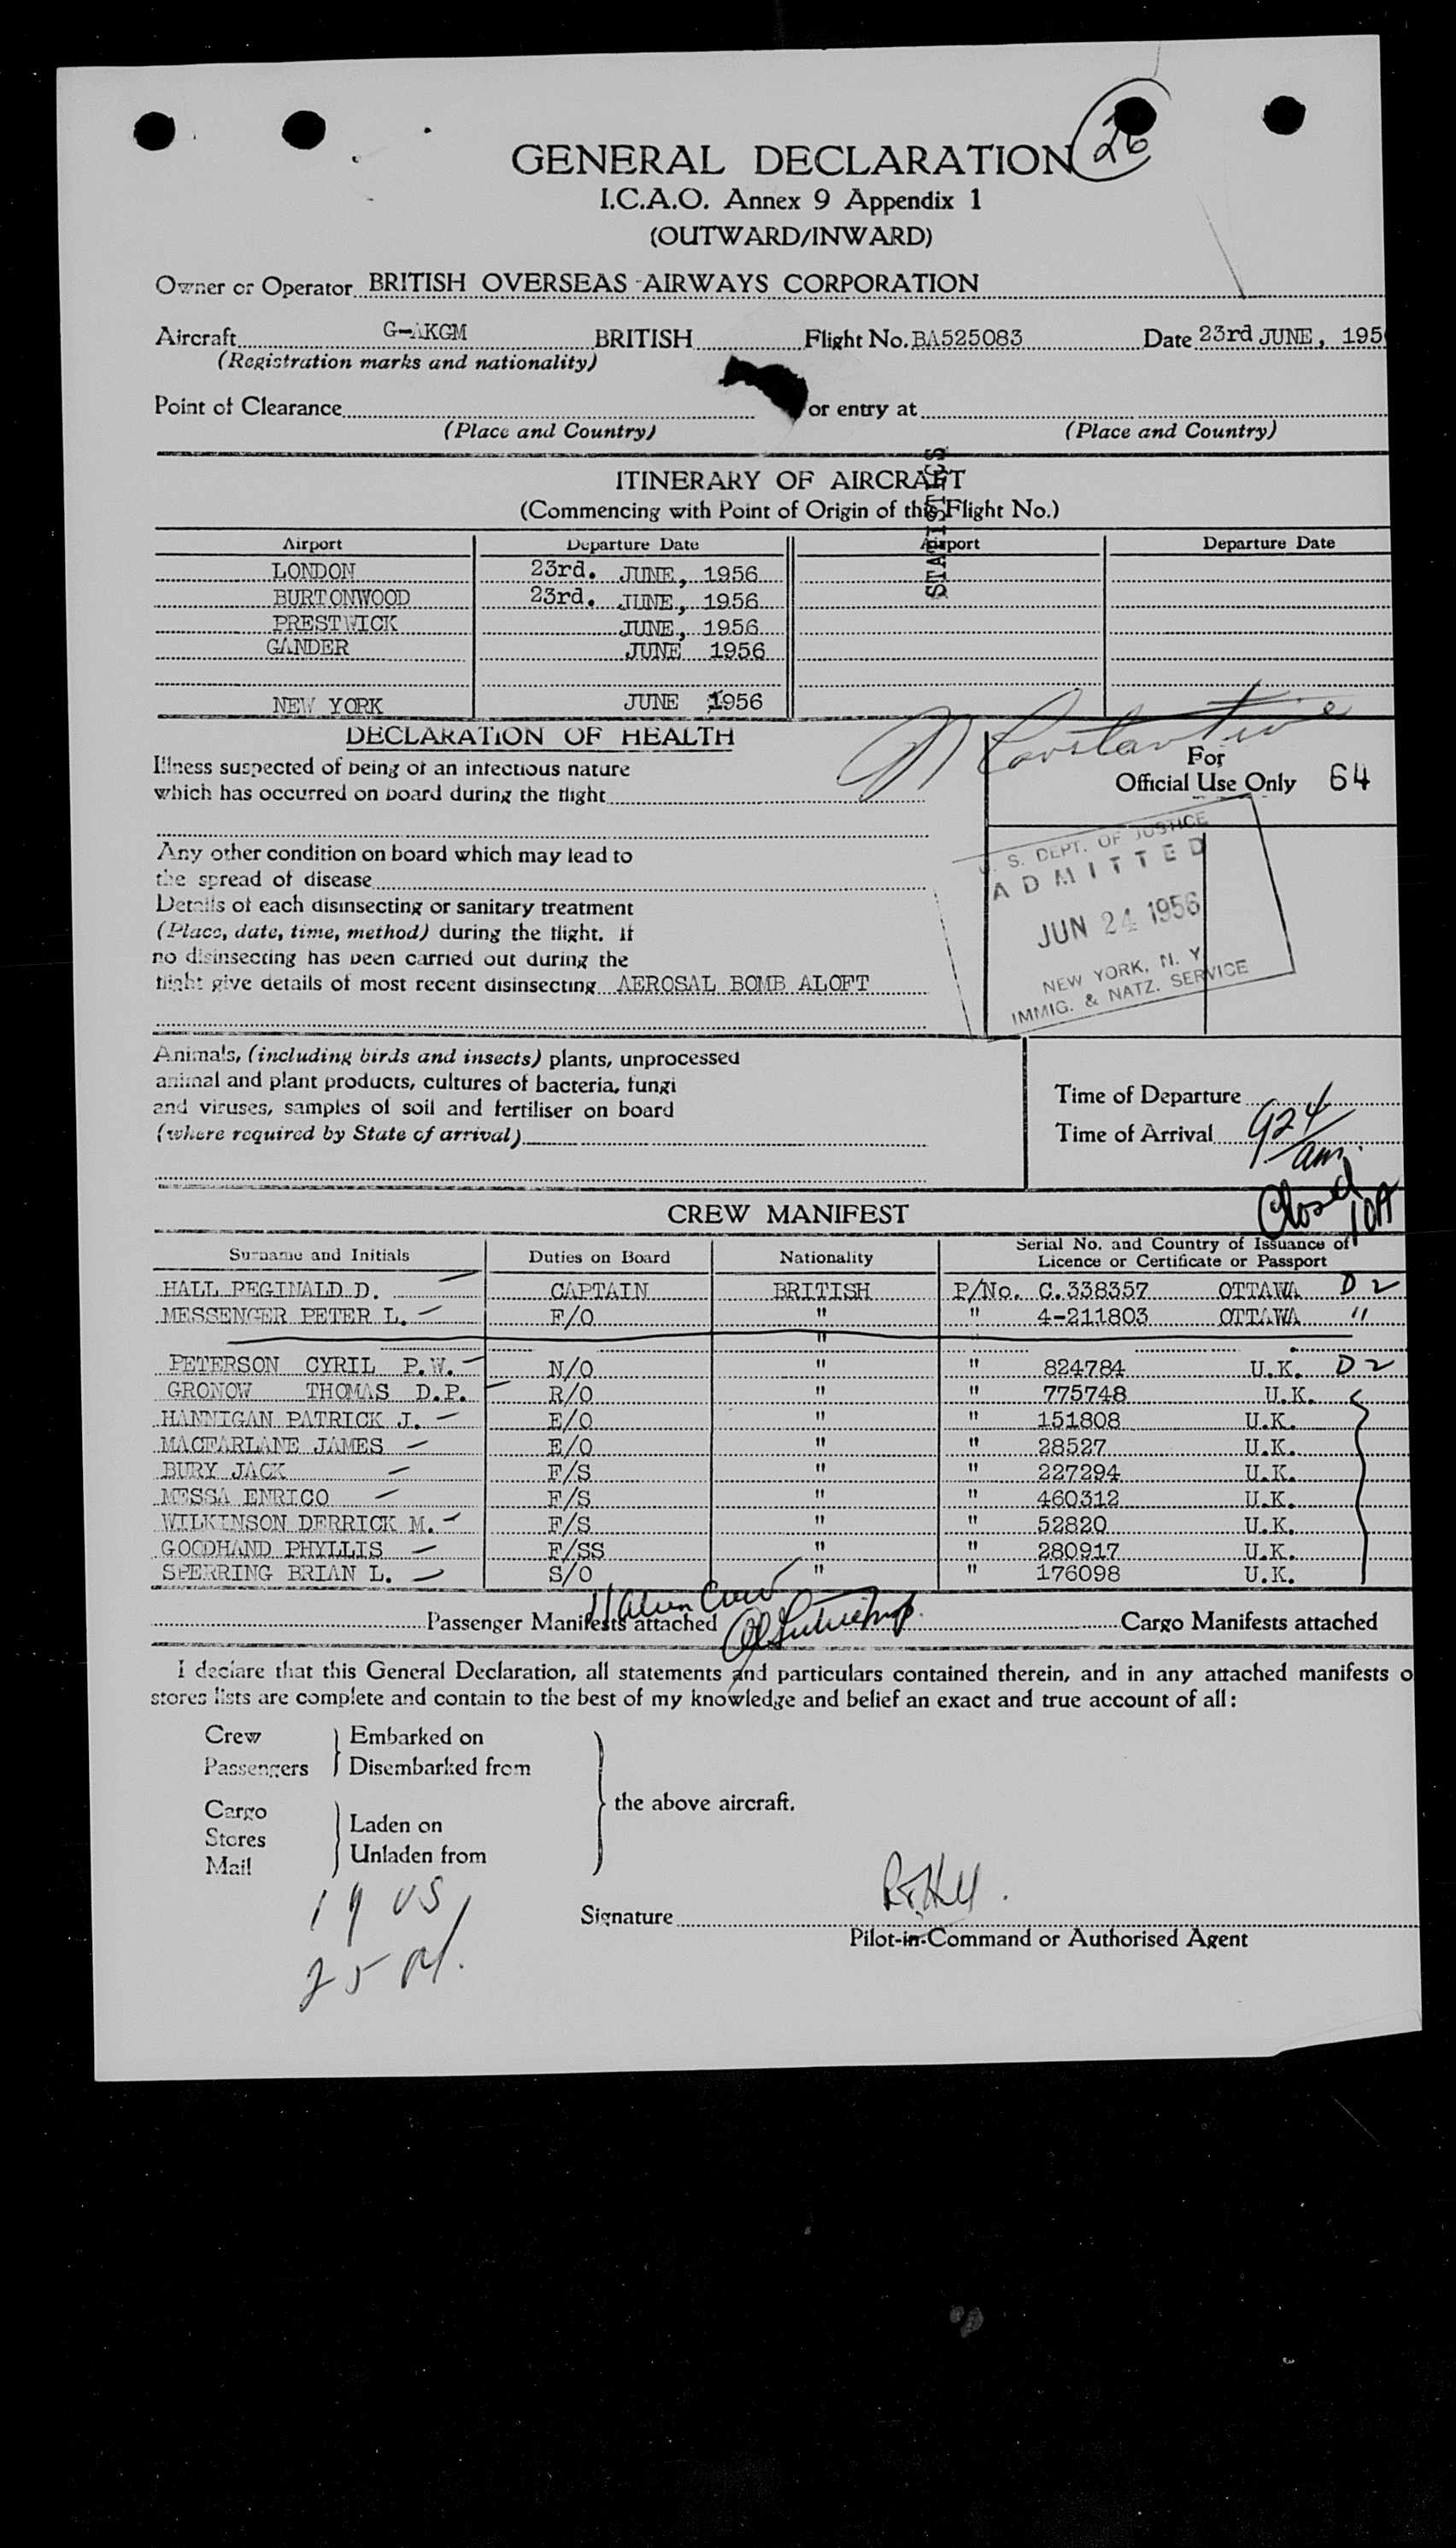 26
GENERAL DECLARATION
I.C.A.O. Annex 9 Appendix 1
(OUTWARD/INWARD)
Owner or Operator BRITISH OVERSEAS AIRWAYS CORPORATION
Aircraft G-AKGM BRITISH Flight No. BA525083 Date 23rd JUNE, 195
(Registration marks and nationality)
Point of Clearance or entry at
(Place and Country) (Place and Country)
STATISTICS
ITINERARY OF AIRCRAFT
(Commencing with Point of Origin of this Flight No.)
Airport Departure Date Airport Departure Date
LONDON 23rd. JUNE, 1956
BURTONWOOD 23rd. JUNE, 1956
PRESTWICK JUNE, 1956
GANDER JUNE 1956
NEW YORK JUNE 1956
DECLARATION OF HEALTH
Illness suspected of being of an infectious nature
which has occurred on board during the flight
For
Official Use Only 64
Any other condition on board which may lead to
the spread of disease
Details of each disinsecting or sanitary treatment
(Place, date, time, method) during the flight. If
no disinsecting has been carried out during the
flight give details of most recent disinsecting AEROSAL BOMB ALOFT
U. S. DEPT. OF JUSTICE
ADMITTED
JUN 24 1956
NEW YORK, N. Y.
IMMIG. & NATZ. SERVICE
Animals, (including birds and insects) plants, unprocessed
animal and plant products, cultures of bacteria, fungi
and viruses, samples of soil and fertiliser on board
(where required by State of arrival)
Time of Departure
Time of Arrival 924 am.
Closed 10A
CREW MANIFEST
Surname and Initials Duties on Board Nationality Serial No. and Country of Issuance of Licence or Certificate or Passport
HALL REGINALD D. CAPTAIN BRITISH P/No. C.338357 OTTAWA D2
MESSENGER PETER L. F/O " " 4-211803 OTTAWA "
"
PETERSON CYRIL P.W. N/O " " 824784 U.K. D2
GRONOW THOMAS D.P. R/O " " 775748 U.K.
HANNIGAN PATRICK J. E/O " " 151808 U.K.
MACFARLANE JAMES E/O " " 28527 U.K.
BURY JACK F/S " " 227294 U.K.
MESSA ENRICO F/S " " 460312 U.K.
WILKINSON DERRICK M. F/S " " 52820 U.K.
GOODHAND PHYLLIS F/SS " " 280917 U.K.
SPERRING BRIAN L. S/O " " 176098 U.K.
11 Alien Crew
Passenger Manifests attached Cargo Manifests attached
I declare that this General Declaration, all statements and particulars contained therein, and in any attached manifests o
stores lists are complete and contain to the best of my knowledge and belief an exact and true account of all:
Crew Embarked on
Passengers Disembarked from
the above aircraft.
Cargo
Stores Laden on
Mail Unladen from
19 US
25
Signature
Pilot-in-Command or Authorised Agent